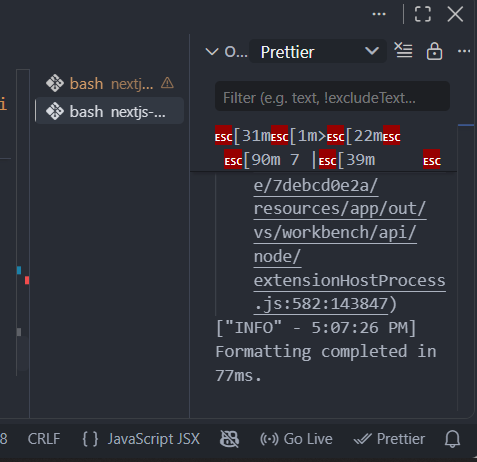 O... Prettier
bash nextj...
bash nextjs-...
Filter (e.g. text, !excludeText...
ESC[31mESC[1m>ESC[22mESC
ESC[90m 7 |ESC[39m ESC
e/7debcd0e2a/
resources/app/out/
vs/workbench/api/
node/
extensionHostProcess
.js:582:143847)
["INFO" - 5:07:26 PM]
Formatting completed in
77ms.
i
8 CRLF { } JavaScript JSX Go Live Prettier